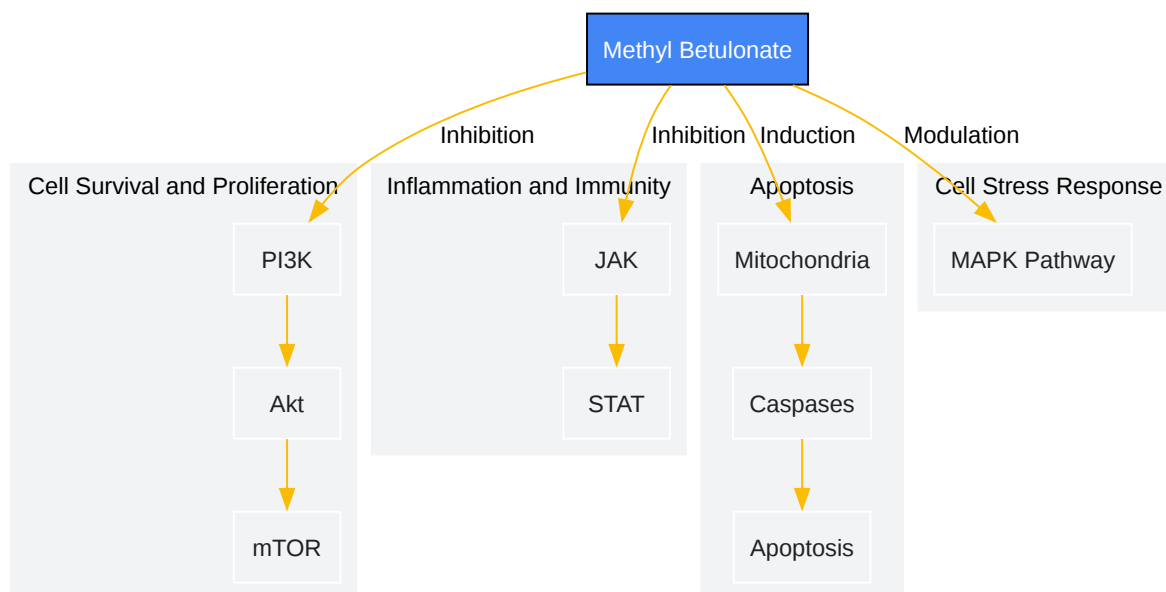 Methyl Betulonate
Inhibition
Inhibition
Induction
Modulation
Cell Survival and Proliferation
Inflammation and Immunity
Apoptosis
Cell Stress Response
PI3K
JAK
Mitochondria
MAPK Pathway
Akt
STAT
Caspases
mTOR
Apoptosis